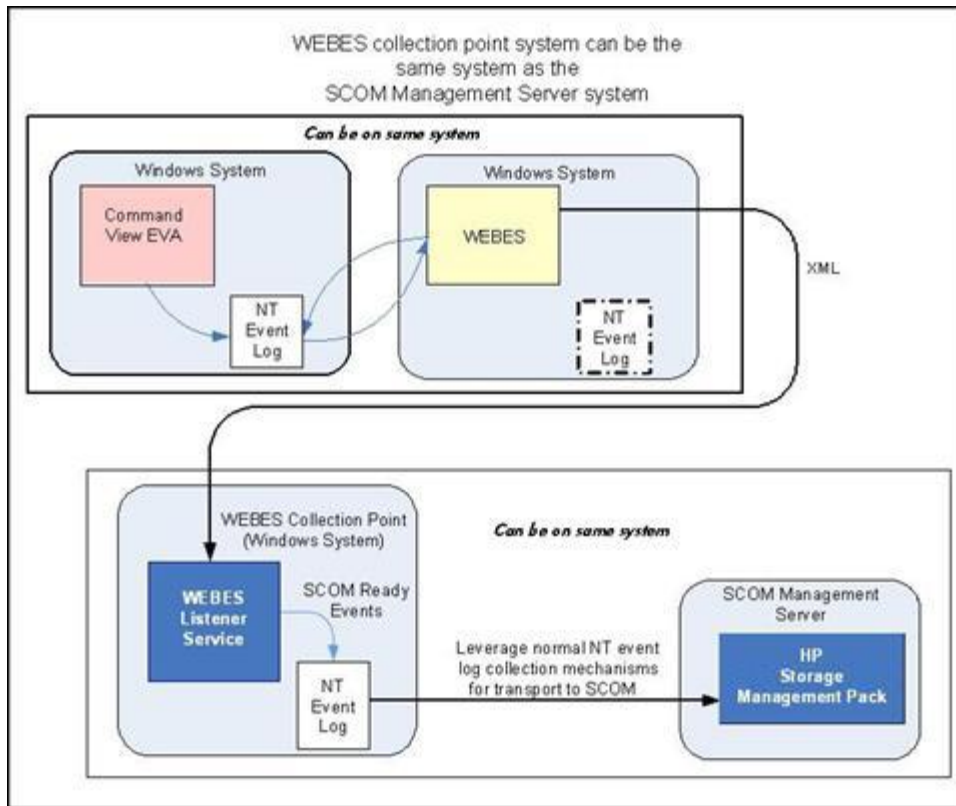 WEBES collection point system can be the
same system as the
SCOM Management Server system
Can be on same system
Windows System
Command
View EVA
NT
Event
Log
Windows System
WEBES
NT
Event
Log
XML
WEBES Collection Point
(Windows System)
WEBES
Listener
Service
SCOM Ready
Events
NT
Event
Log
Can be on same system
Leverage normal NT event
log collection mechanisms
for transport to SCOM
SCOM Management
Server
HP
Storage
Management Pack